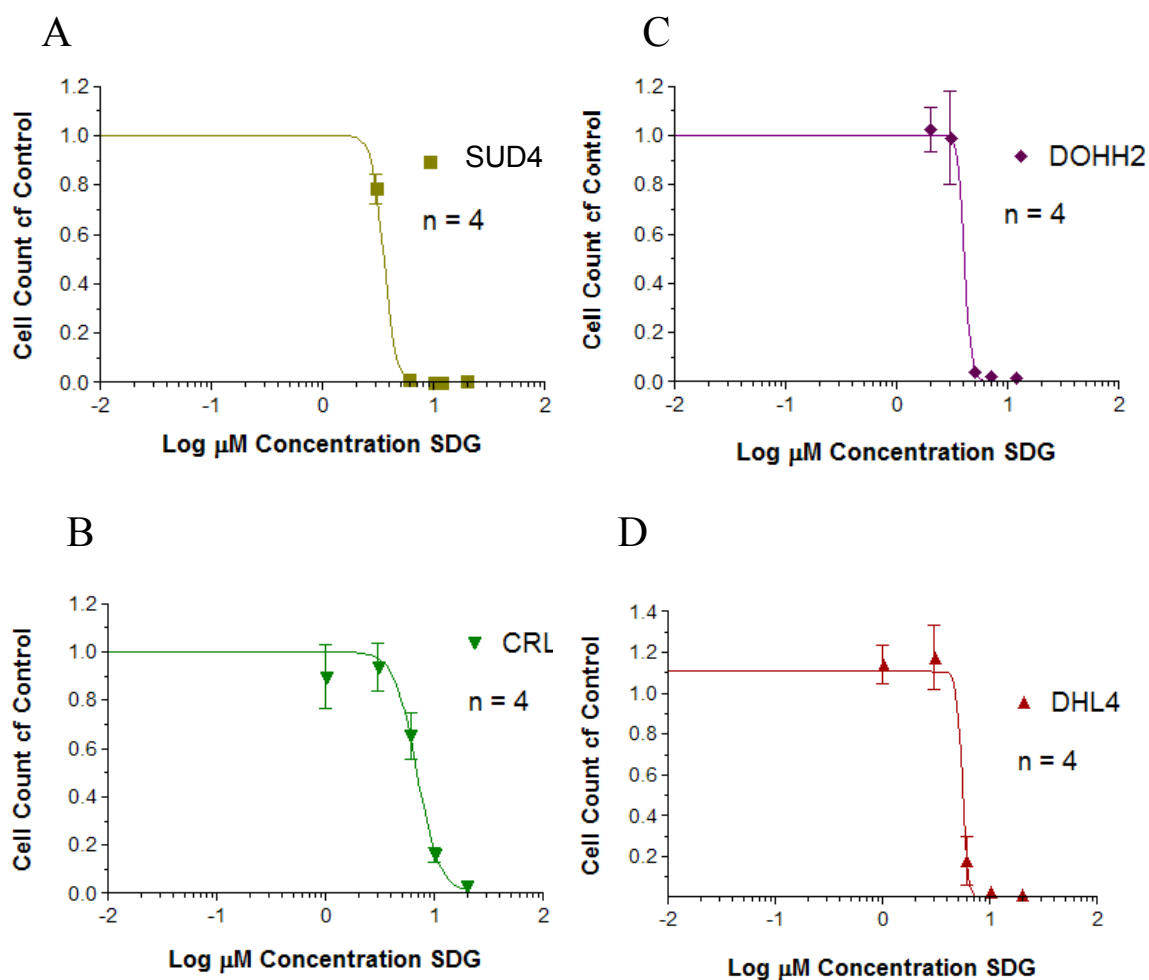 A
Cell Count of Control
1.2
1.0
0.8
0.6
0.4
0.2
0.0
SUD4
n = 4
-2 -1 0 1 2
Log μM Concentration SDG
C
Cell Count of Control
1.2
1.0
0.8
0.6
0.4
0.2
0.0
DOHH2
n = 4
-2 -1 0 1 2
Log μM Concentration SDG
B
Cell Count of Control
1.2
1.0
0.8
0.6
0.4
0.2
0.0
CRL
n = 4
-2 -1 0 1 2
Log μM Concentration SDG
D
Cell Count of Control
1.4
1.2
1.0
0.8
0.6
0.4
0.2
DHL4
n = 4
-2 -1 0 1 2
Log μM Concentration SDG